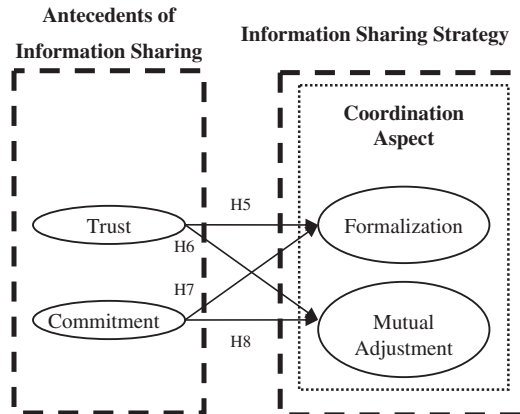 Antecedents of
Information Sharing
Information Sharing Strategy
Coordination
Aspect
Trust
H5
Formalization
H6
H7
Commitment
H8
Mutual
Adjustment